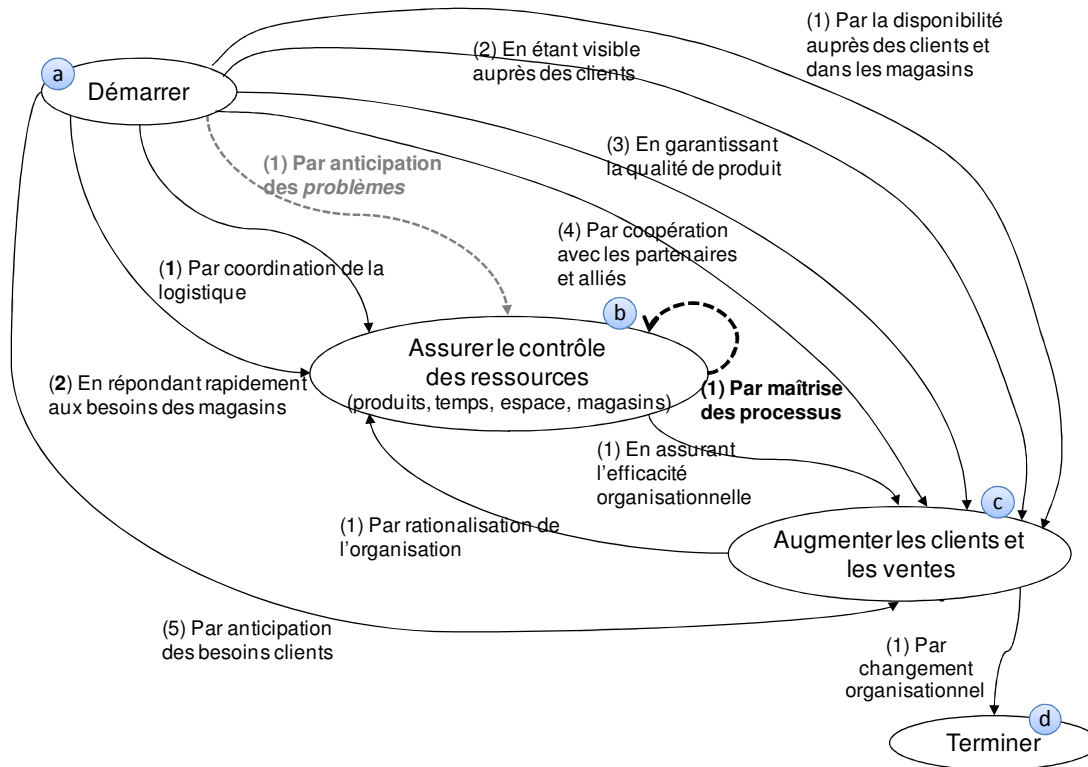 (1) Par la disponibilité
auprès des clients et
dans les magasins
(2) En étant visible
auprès des clients
a
Démarrer
(3) En garantissant
la qualité de produit
(1) Par anticipation
des problèmes
(4) Par coopération
avec les partenaires
et alliés
(1) Par coordination de la
logistique
b
Assurer le contrôle
des ressources
(produits, temps, espace, magasins)
(2) En répondant rapidement
aux besoins des magasins
(1) Par maîtrise
des processus
(1) En assurant
l'efficacité
organisationnelle
c
(1) Par rationalisation de
l'organisation
Augmenter les clients et
les ventes
(5) Par anticipation
des besoins clients
(1) Par
changement
organisationnel
d
Terminer